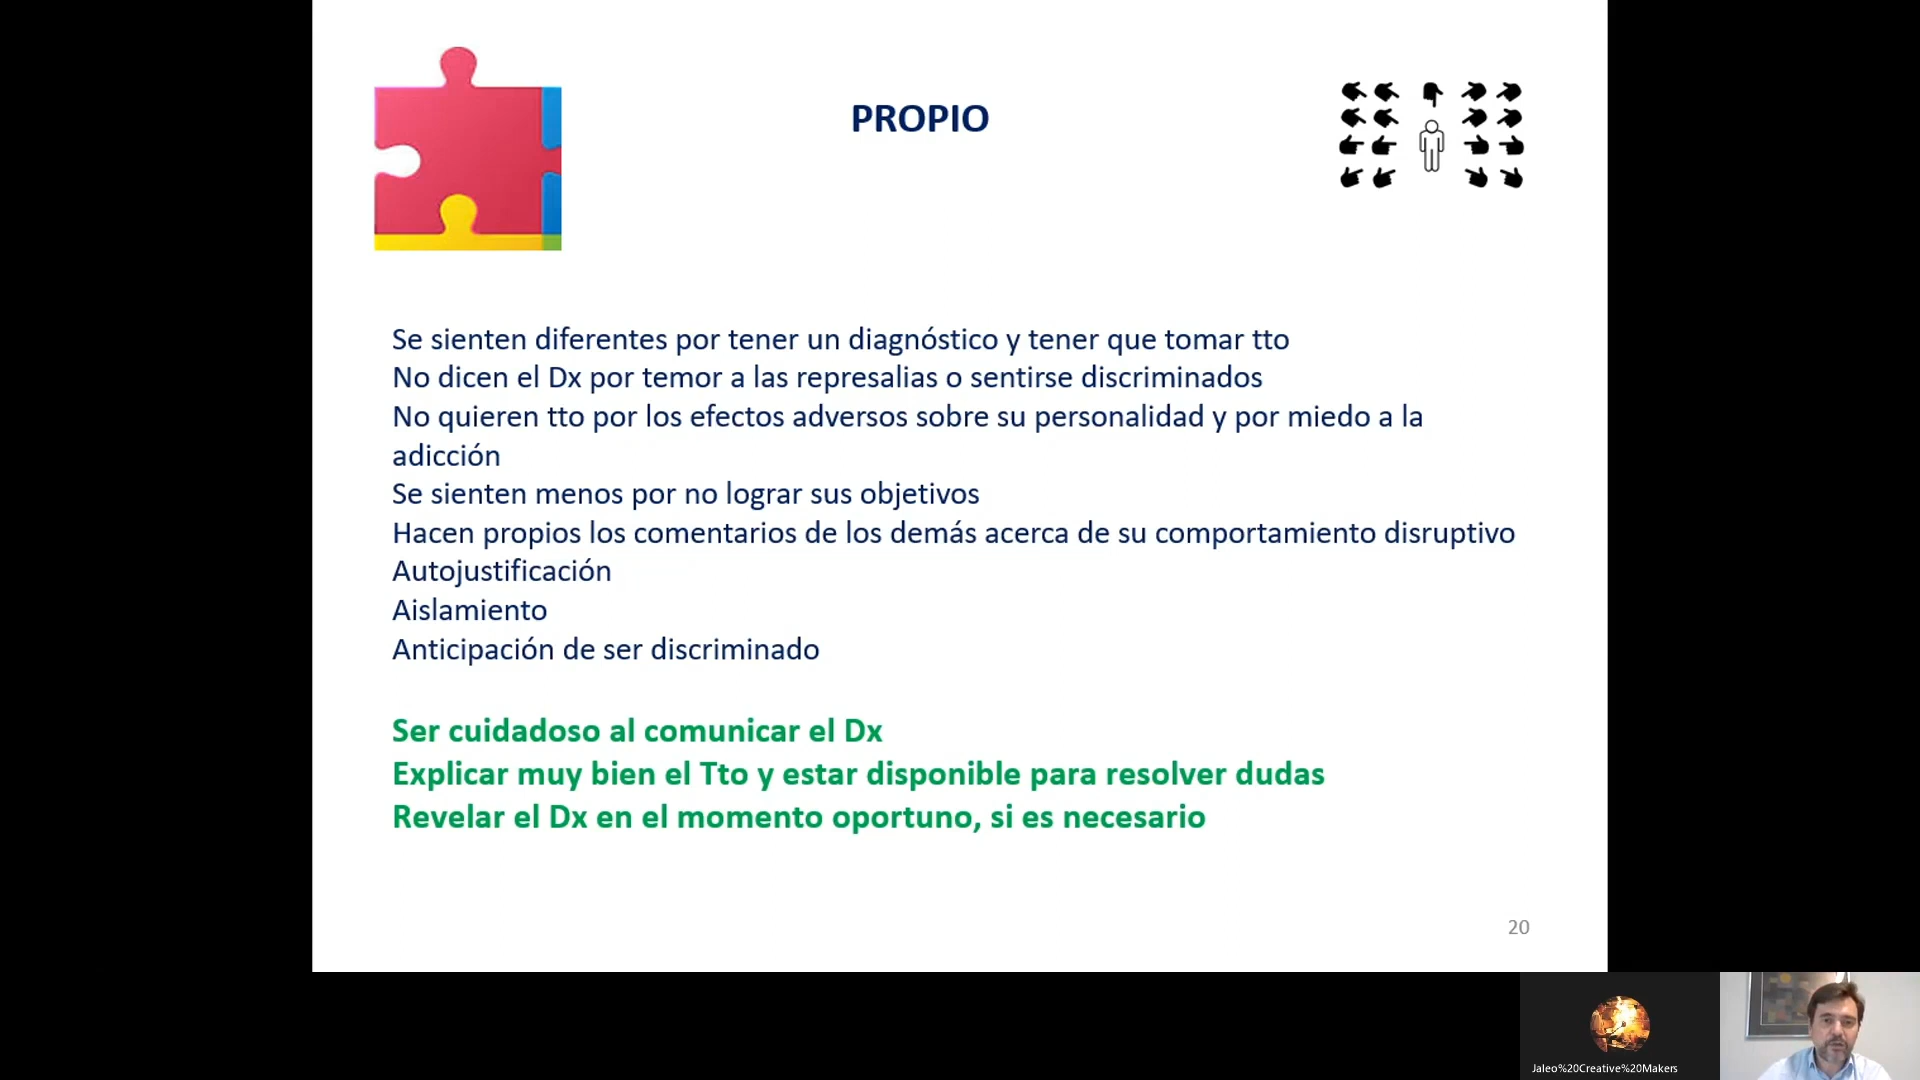 PROPIO
Se sienten diferentes por tener un diagnóstico y tener que tomar tto
No dicen el Dx por temor a las represalias o sentirse discriminados
No quieren tto por los efectos adversos sobre su personalidad y por miedo a la
adicción
Se sienten menos por no lograr sus objetivos
Hacen propios los comentarios de los demás acerca de su comportamiento disruptivo
Autojustificación
Aislamiento
Anticipación de ser discriminado
Ser cuidadoso al comunicar el Dx
Explicar muy bien el Tto y estar disponible para resolver dudas
Revelar el Dx en el momento oportuno, si es necesario
20
Jaleo%20Creative%20Makers